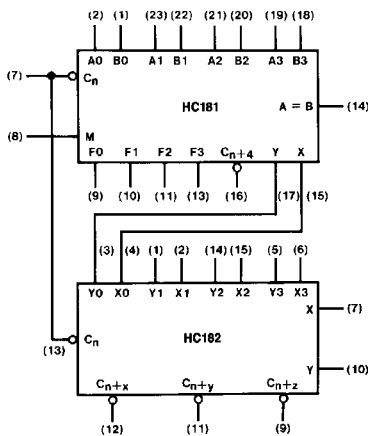 (2) (1) (23) (22) (21) (20) (19) (18)
A0 B0 A1 B1 A2 B2 A3 B3
(7) Cn
HC181 A = B (14)
(8) M
F0 F1 F2 F3 Cn+4 Y X
(9) (10) (11) (13) (16) (17) (15)
(3) (4) (1) (2) (14) (15) (5) (6)
Y0 X0 Y1 X1 Y2 X2 Y3 X3
X (7)
Cn HC182
(13)
Y (10)
Cn+x Cn+y Cn+z
(12) (11) (9)